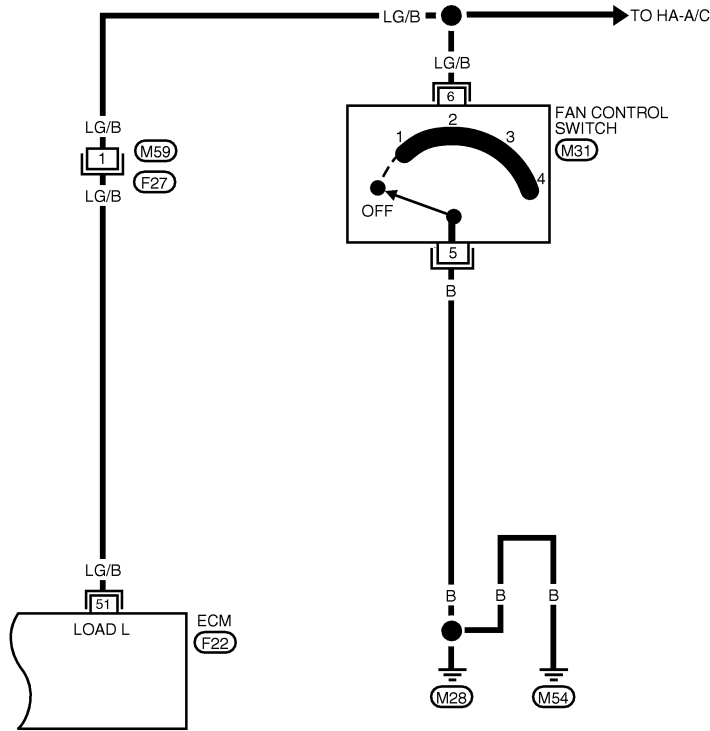 LG/B
TO HA-A/C
LG/B
6
FAN CONTROL
SWITCH
M31
1
2
3
4
OFF
5
B
LG/B
1
M59
F27
LG/B
LG/B
51
LOAD L
ECM
F22
B
B
B
M28
M54